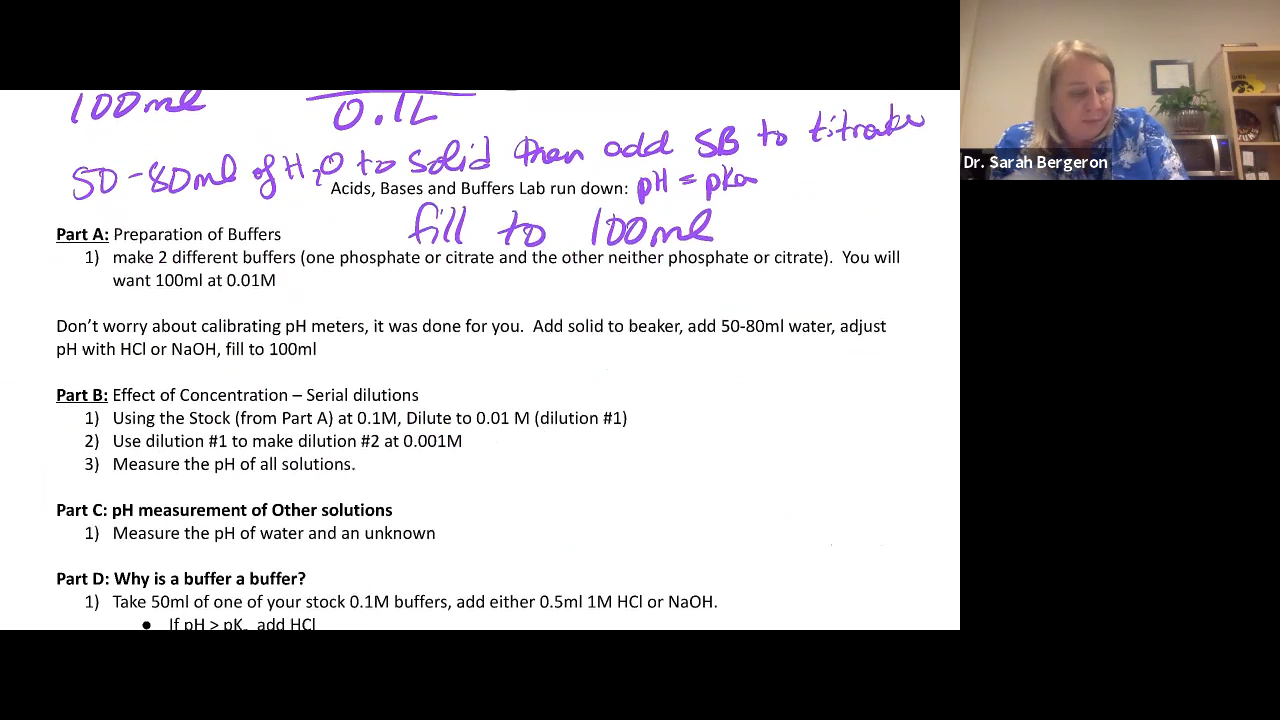 100ml
0.1L
50-80ml of H2O to solid then add SB to titrate
Acids, Bases and Buffers Lab run down: pH = pKa
fill to 100ml
Part A: Preparation of Buffers
1) make 2 different buffers (one phosphate or citrate and the other neither phosphate or citrate). You will
want 100ml at 0.01M
Don't worry about calibrating pH meters, it was done for you. Add solid to beaker, add 50-80ml water, adjust
pH with HCl or NaOH, fill to 100ml
Part B: Effect of Concentration – Serial dilutions
1) Using the Stock (from Part A) at 0.1M, Dilute to 0.01 M (dilution #1)
2) Use dilution #1 to make dilution #2 at 0.001M
3) Measure the pH of all solutions.
Part C: pH measurement of Other solutions
1) Measure the pH of water and an unknown
Part D: Why is a buffer a buffer?
1) Take 50ml of one of your stock 0.1M buffers, add either 0.5ml 1M HCl or NaOH.
● If pH > pK, add HCl
Dr. Sarah Bergeron